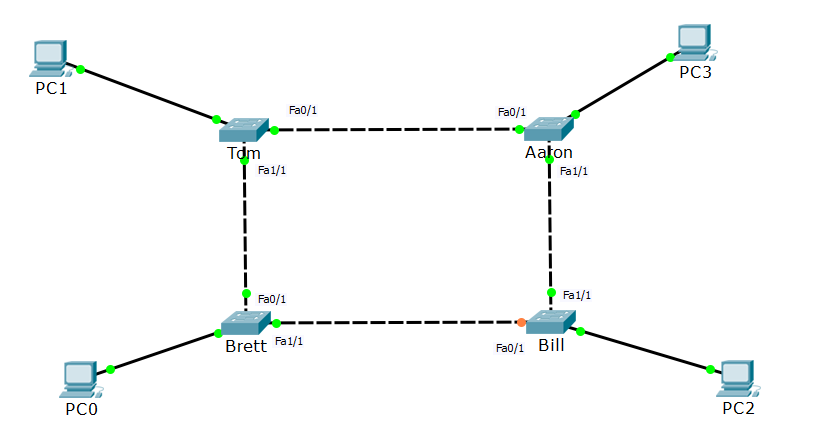 PC1
PC3
Fa0/1
Fa0/1
Tom
Aaron
Fa1/1
Fa1/1
Fa0/1
Fa1/1
Brett
Fa1/1
Fa0/1
Bill
PC0
PC2